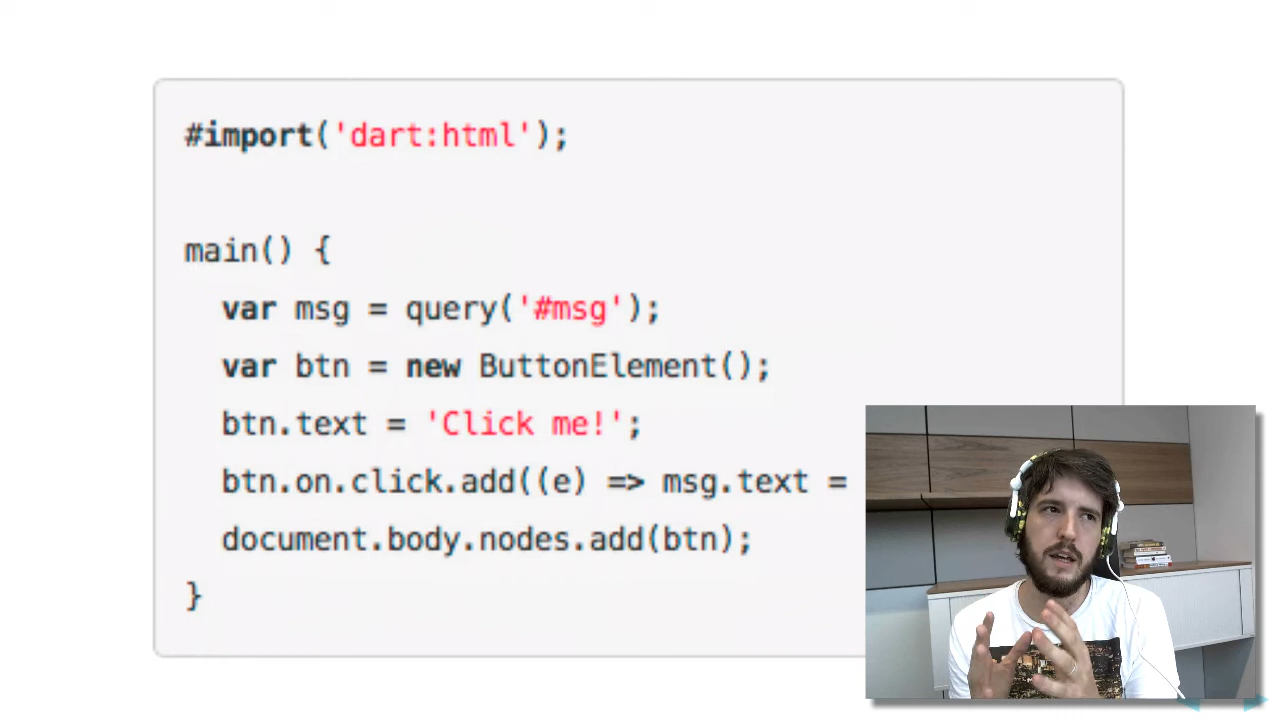 #import('dart:html');
main() {
var msg = query('#msg');
var btn = new ButtonElement();
btn.text = 'Click me!';
btn.on.click.add((e) => msg.text =
document.body.nodes.add(btn);
}